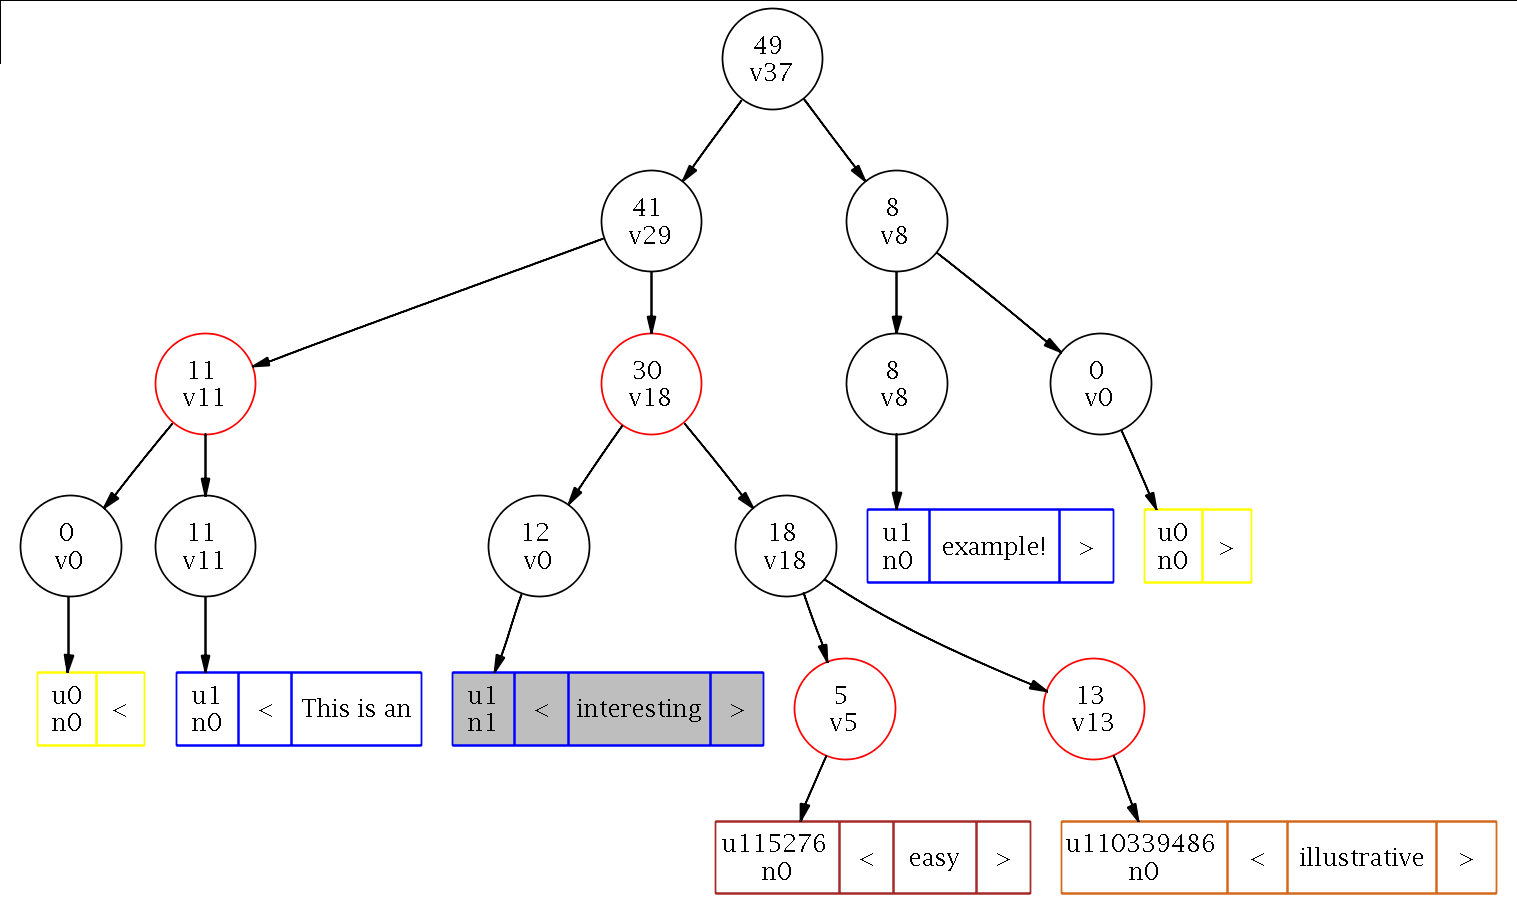 49
v37
41
v29
8
v8
11
v11
30
v18
8
v8
0
v0
0
v0
11
v11
12
v0
18
v18
u1
n0
example!
>
u0
n0
>
u0
n0
<
u1
n0
<
This is an
u1
n1
<
interesting
>
5
v5
13
v13
u115276
n0
<
easy
>
u110339486
n0
<
illustrative
>